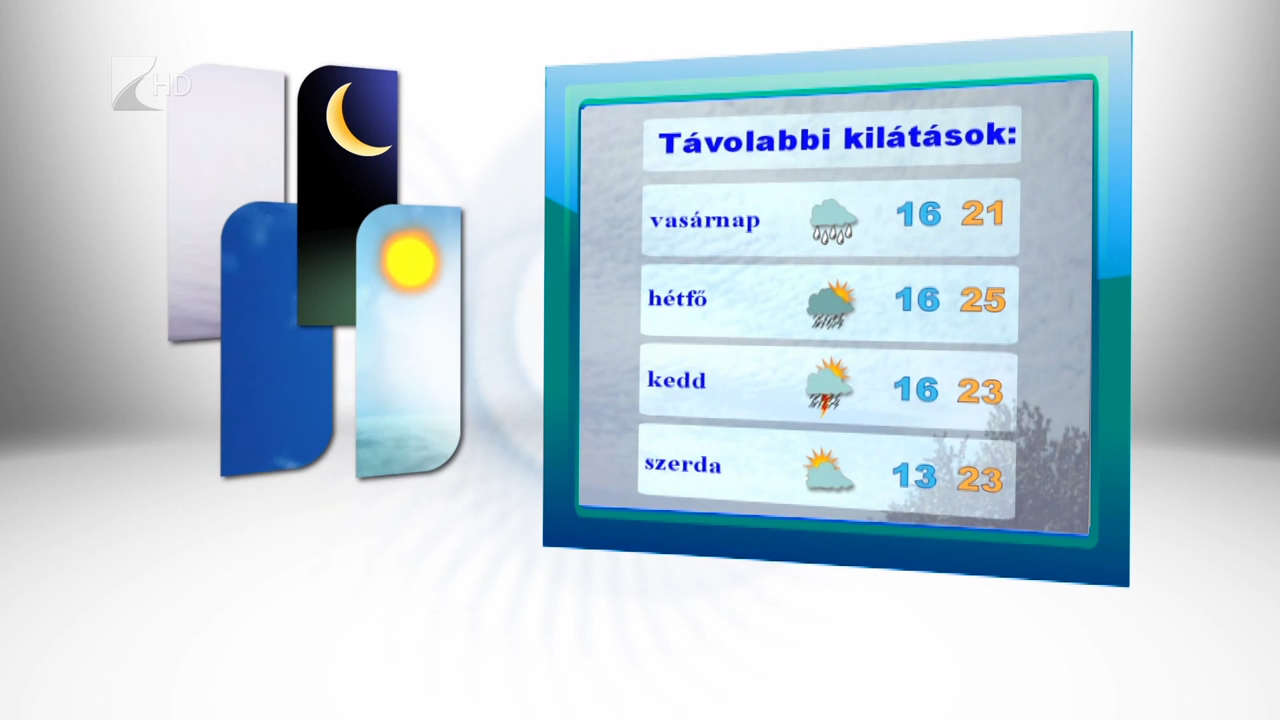 HD
Távolabbi kilátások:
vasárnap 16 21
hétfő 16 25
kedd 16 23
szerda 13 23